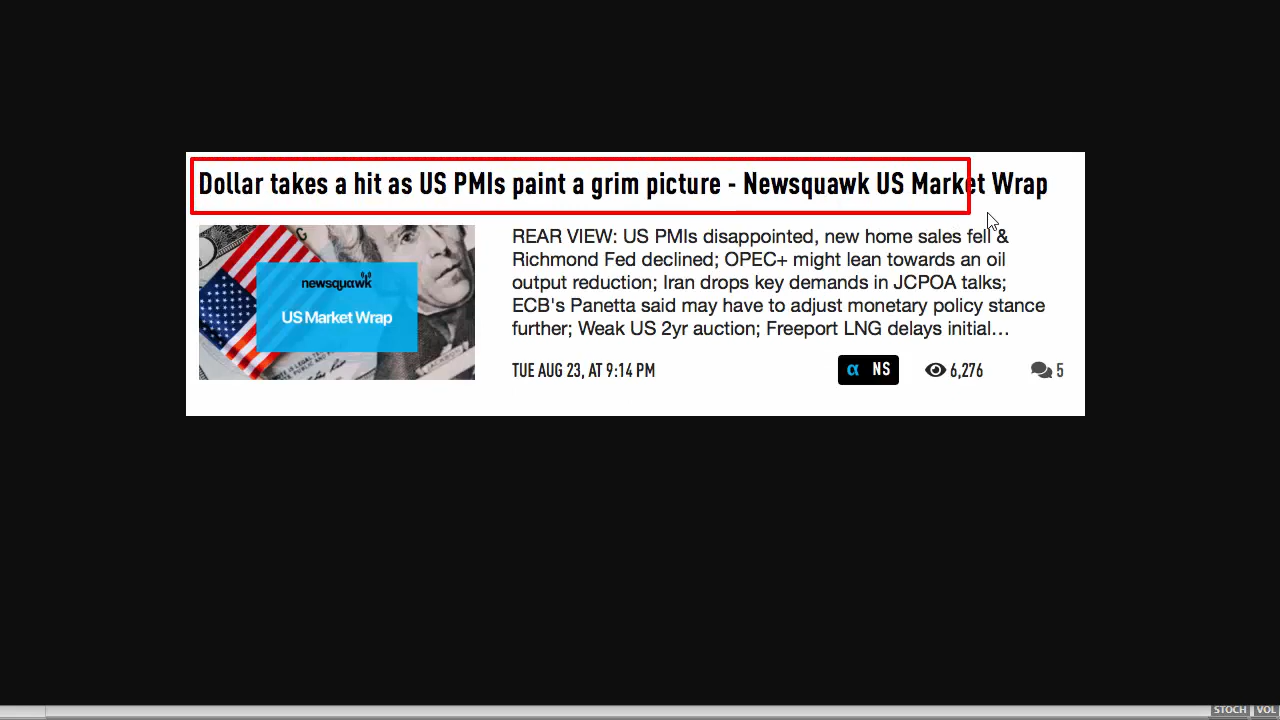 Dollar takes a hit as US PMIs paint a grim picture - Newsquawk US Market Wrap
newsquawk
US Market Wrap
REAR VIEW: US PMIs disappointed, new home sales fell &
Richmond Fed declined; OPEC+ might lean towards an oil
output reduction; Iran drops key demands in JCPOA talks;
ECB's Panetta said may have to adjust monetary policy stance
further; Weak US 2yr auction; Freeport LNG delays initial...
TUE AUG 23, AT 9:14 PM
α NS
6,276
5
STOCH VOL